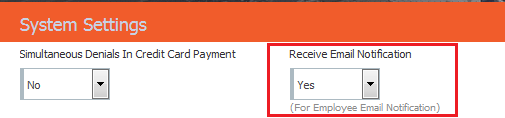 System Settings
Simultaneous Denials In Credit Card Payment
No
Receive Email Notification
Yes
(For Employee Email Notification)